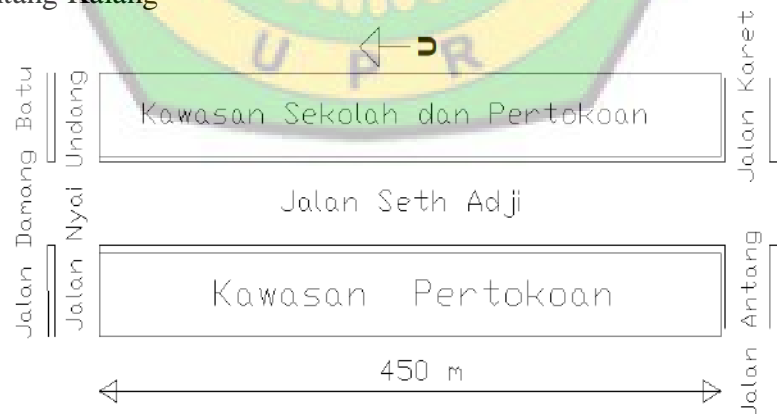 Kalang
U P R
U
Kawasan Sekolah dan Pertokoan
Jalan Karet
Jalan Damang Batu
Jalan Nyai Undang
Jalan Seth Adji
Kawasan Pertokoan
Jalan Antang
450 m